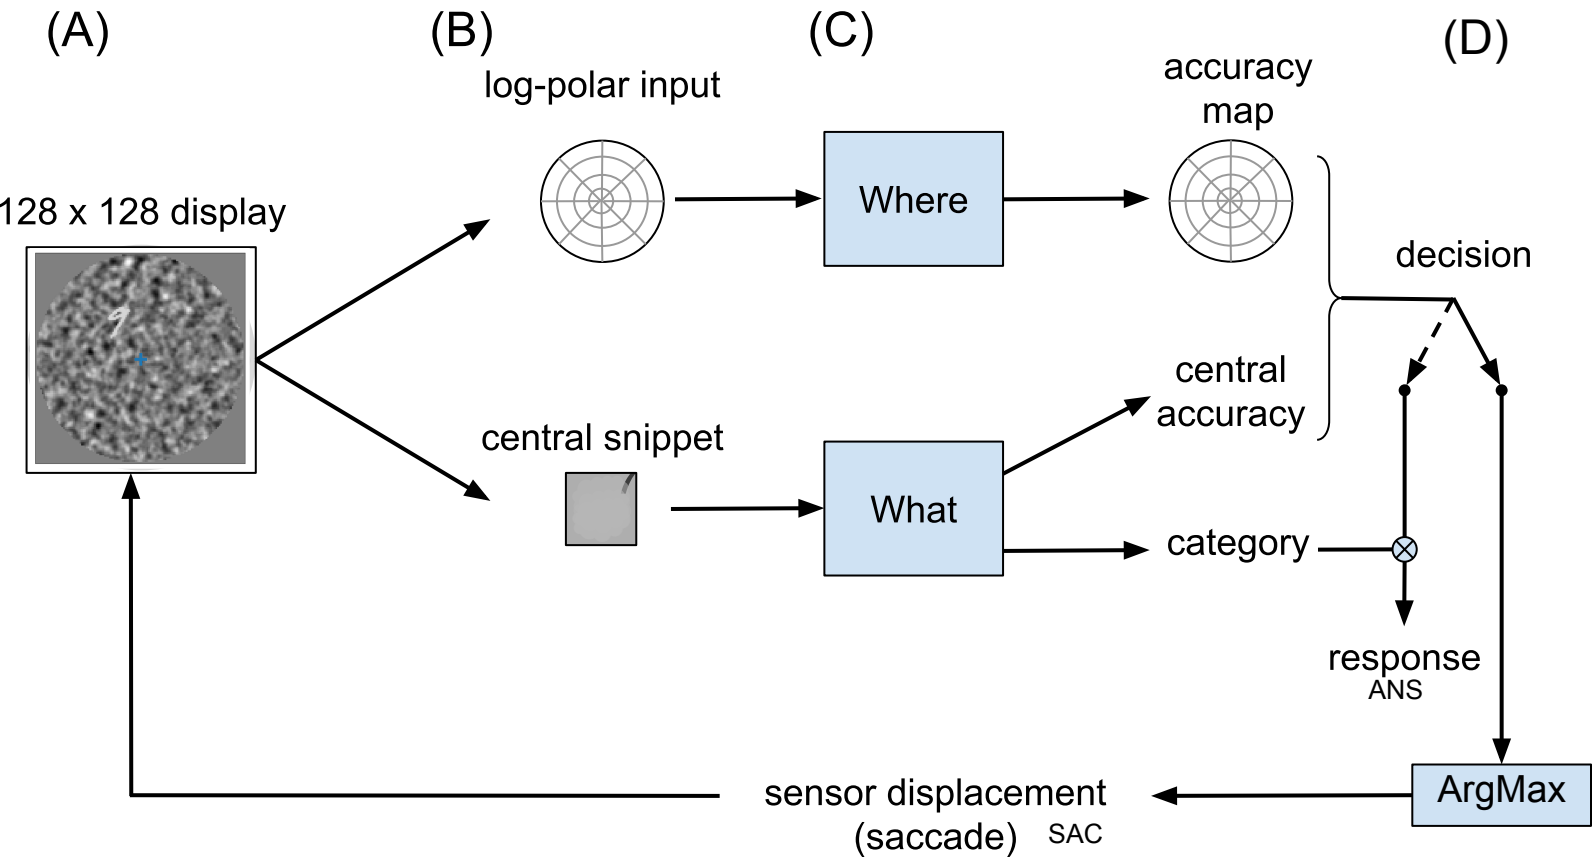 (A)
(B)
(C)
(D)
log-polar input
accuracy
map
Where
128 x 128 display
9
decision
central
accuracy
central snippet
What
category
response
ANS
ArgMax
sensor displacement
(saccade) SAC